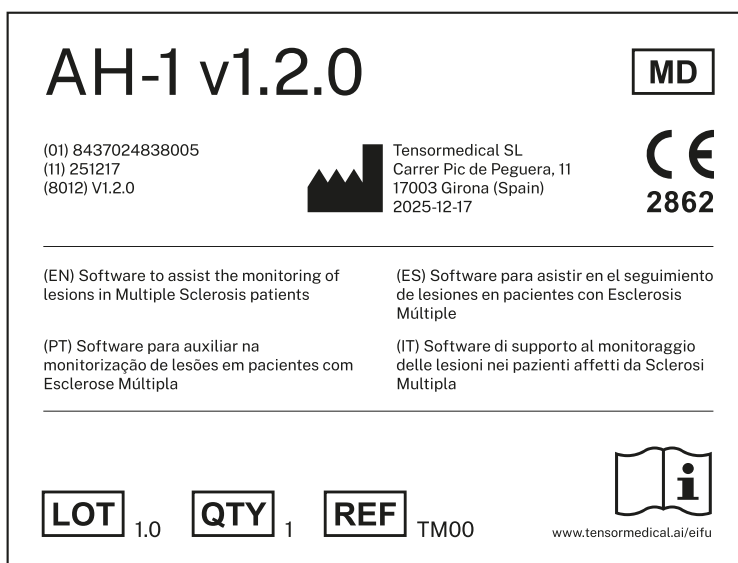 AH-1 v1.2.0
MD
(01) 8437024838005
(11) 251217
(8012) V1.2.0
Tensormedical SL
Carrer Pic de Peguera, 11
17003 Girona (Spain)
2025-12-17
CE
2862
(EN) Software to assist the monitoring of
lesions in Multiple Sclerosis patients
(ES) Software para asistir en el seguimiento
de lesiones en pacientes con Esclerosis
Múltiple
(PT) Software para auxiliar na
monitorização de lesões em pacientes com
Esclerose Múltipla
(IT) Software di supporto al monitoraggio
delle lesioni nei pazienti affetti da Sclerosi
Multipla
LOT 1.0
QTY 1
REF TM00
i
www.tensormedical.ai/eifu